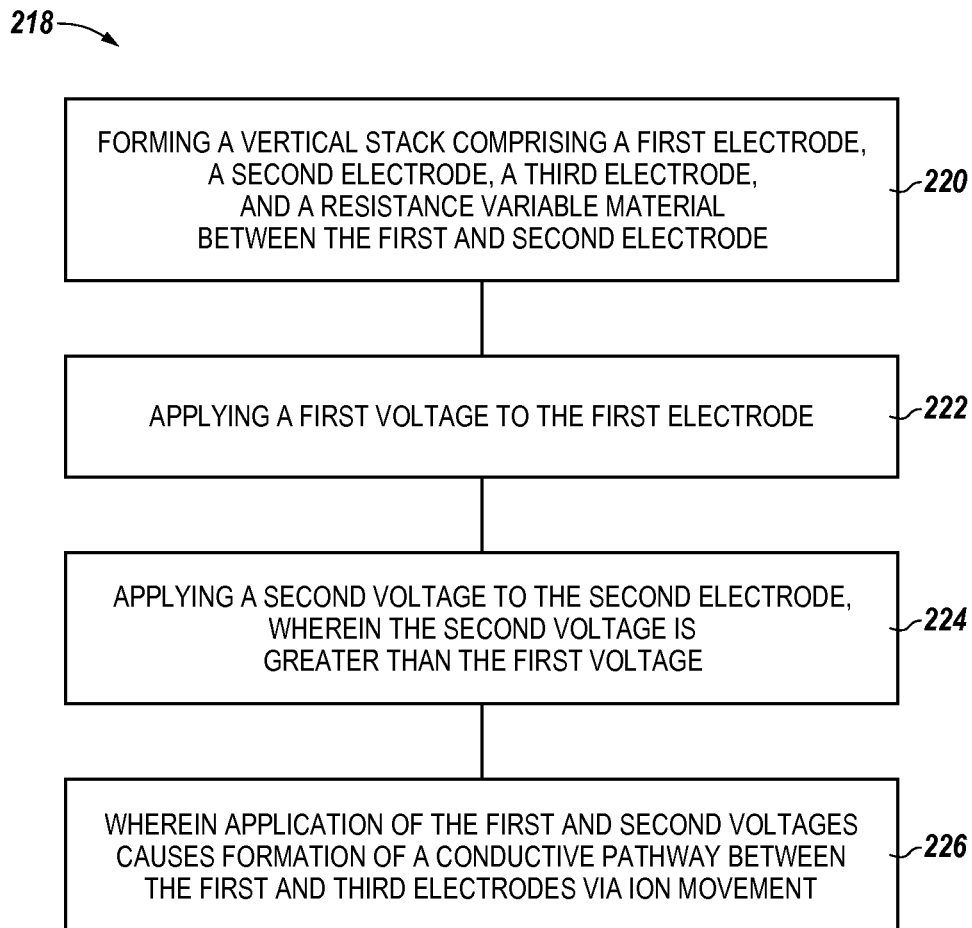 218
FORMING A VERTICAL STACK COMPRISING A FIRST ELECTRODE,
A SECOND ELECTRODE, A THIRD ELECTRODE,
AND A RESISTANCE VARIABLE MATERIAL
BETWEEN THE FIRST AND SECOND ELECTRODE
220
APPLYING A FIRST VOLTAGE TO THE FIRST ELECTRODE
222
APPLYING A SECOND VOLTAGE TO THE SECOND ELECTRODE,
WHEREIN THE SECOND VOLTAGE IS
GREATER THAN THE FIRST VOLTAGE
224
WHEREIN APPLICATION OF THE FIRST AND SECOND VOLTAGES
CAUSES FORMATION OF A CONDUCTIVE PATHWAY BETWEEN
THE FIRST AND THIRD ELECTRODES VIA ION MOVEMENT
226